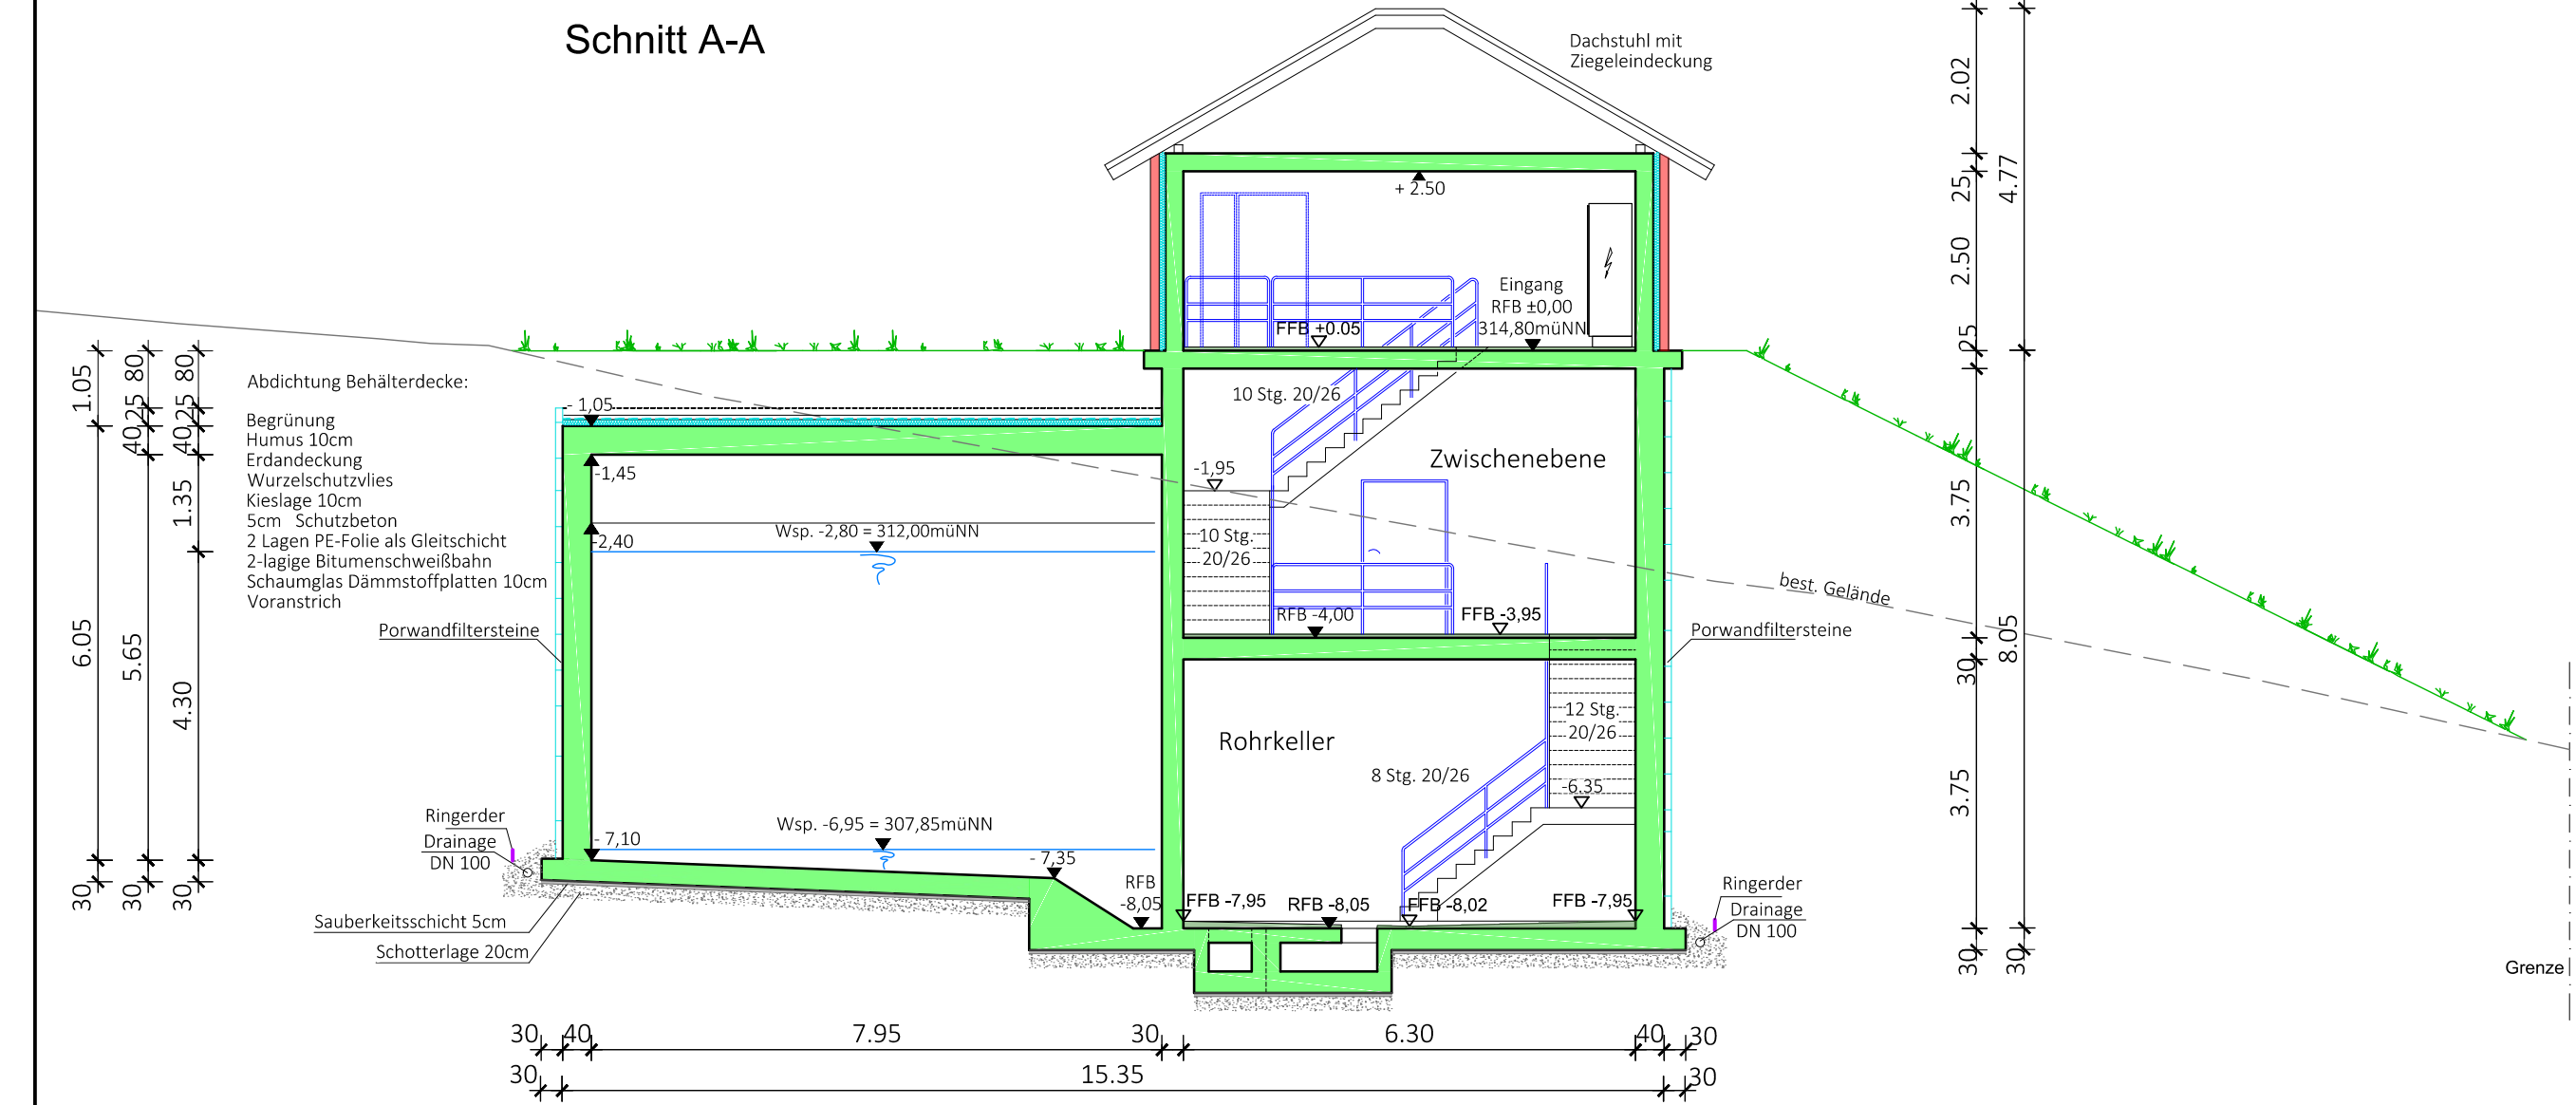 Schnitt A-A
Dachstuhl mit
Ziegeleindeckung
+ 2.50
Eingang
RFB ±0,00
314,80müNN
FFB +0.05
Abdichtung Behälterdecke:
Begrünung
Humus 10cm
Erdandeckung
Wurzelschutzvlies
Kieslage 10cm
5cm Schutzbeton
2 Lagen PE-Folie als Gleitschicht
2-lagige Bitumenschweißbahn
Schaumglas Dämmstoffplatten 10cm
Voranstrich
Porwandfiltersteine
- 1,05
-1,45
-2,40
Wsp. -2,80 = 312,00müNN
10 Stg. 20/26
Zwischenebene
-1,95
10 Stg.
20/26
RFB -4,00
FFB -3,95
best. Gelände
Porwandfiltersteine
Rohrkeller
12 Stg.
20/26
8 Stg. 20/26
-6.35
Wsp. -6,95 = 307,85müNN
- 7,10
- 7,35
RFB
-8,05
FFB -7,95
RFB -8,05
FFB -8,02
FFB -7,95
Ringerder
Drainage
DN 100
Sauberkeitsschicht 5cm
Schotterlage 20cm
Ringerder
Drainage
DN 100
Grenze
1.05
6.05
30
80
25
40
5.65
30
80
25
40
1.35
4.30
30
2.02
25
2.50
25
3.75
30
3.75
30
4.77
8.05
30
30
40
7.95
30
6.30
40
30
30
15.35
30